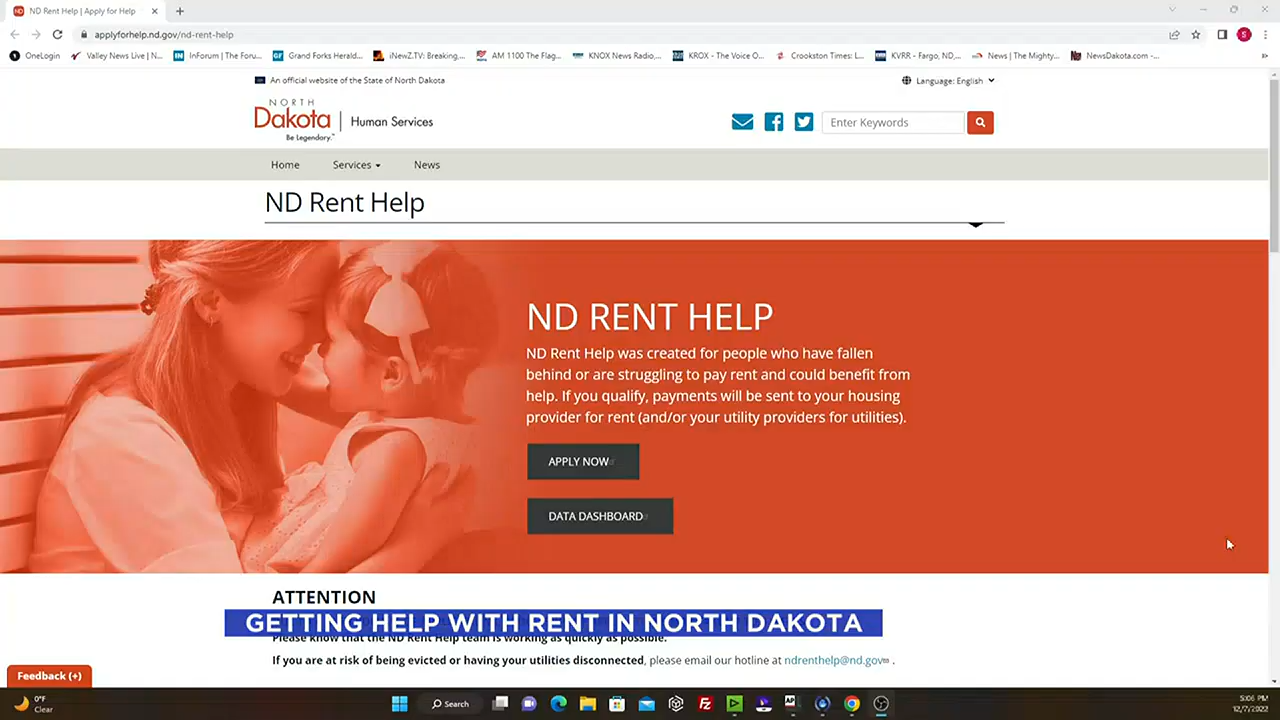 ND Rent Help | Apply for Help
applyforhelp.nd.gov/nd-rent-help
S
OneLogin
Valley News Live | N...
InForum | The Foru...
Grand Forks Herald...
iNewZ.TV: Breaking,...
AM 1100 The Flag...
KNOX News Radio,...
KROX - The Voice O...
Crookston Times: L...
KVRR - Fargo, ND,...
News | The Mighty...
NewsDakota.com -...
An official website of the State of North Dakota
Language: English
NORTH
Dakota | Human Services
Be Legendary.™
Enter Keywords
Home Services News
ND Rent Help
ND RENT HELP
ND Rent Help was created for people who have fallen
behind or are struggling to pay rent and could benefit from
help. If you qualify, payments will be sent to your housing
provider for rent (and/or your utility providers for utilities).
APPLY NOW
DATA DASHBOARD
ATTENTION
GETTING HELP WITH RENT IN NORTH DAKOTA
Please know that the ND Rent Help team is working as quickly as possible.
If you are at risk of being evicted or having your utilities disconnected, please email our hotline at ndrenthelp@nd.gov .
Feedback (+)
0°F
Clear
Search
5:06 PM
12/7/2022